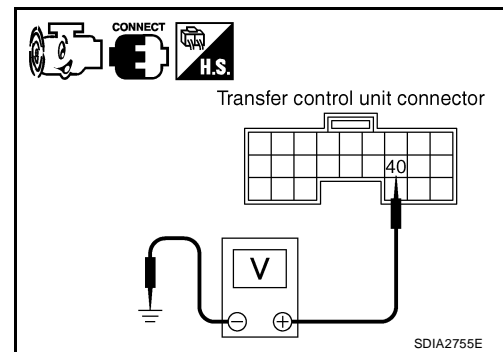 CONNECT
H.S.
Transfer control unit connector
40
V
− +
SDIA2755E